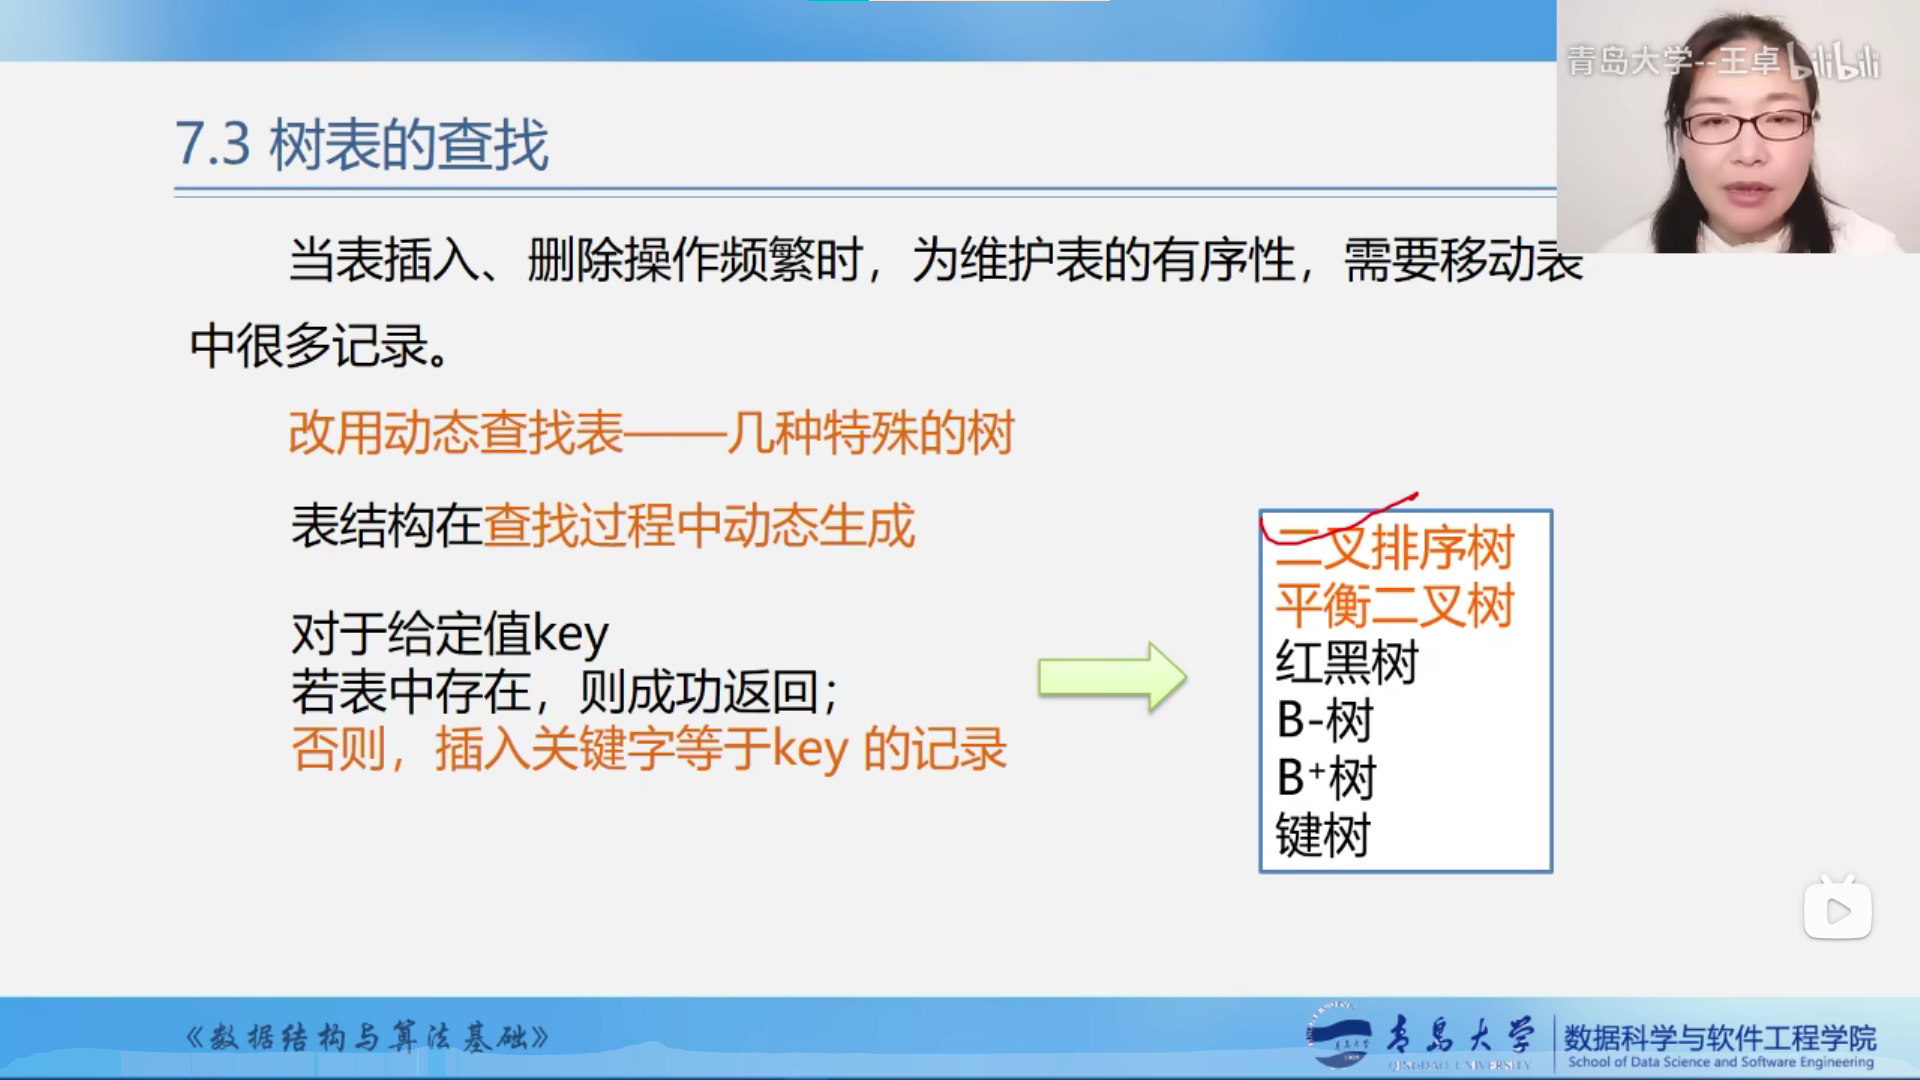 青岛大学--王卓 bilibili
7.3 树表的查找
当表插入、删除操作频繁时，为维护表的有序性，需要移动表
中很多记录。
改用动态查找表——几种特殊的树
表结构在查找过程中动态生成
对于给定值key
若表中存在，则成功返回；
否则，插入关键字等于key 的记录
二叉排序树
平衡二叉树
红黑树
B-树
B⁺树
键树
《数据结构与算法基础》
青岛大学
QINGDAO UNIVERSITY
数据科学与软件工程学院
School of Data Science and Software Engineering